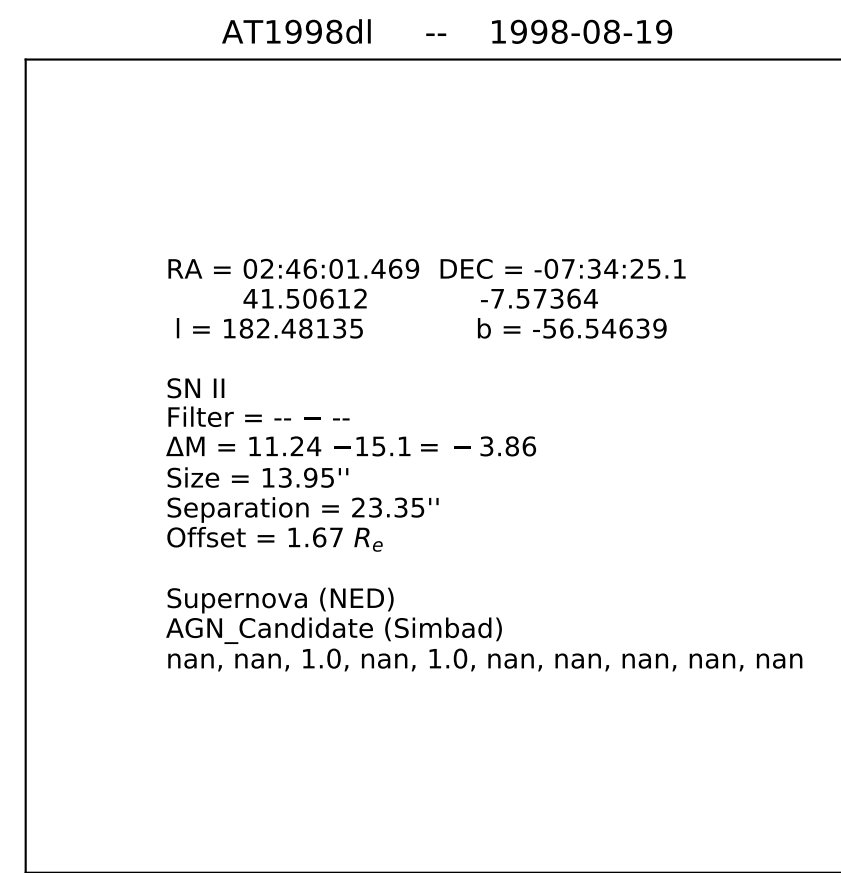 AT1998dl -- 1998-08-19
RA = 02:46:01.469 DEC = -07:34:25.1
41.50612 -7.57364
l = 182.48135 b = -56.54639
SN II
Filter = -- − --
ΔM = 11.24 −15.1 = − 3.86
Size = 13.95''
Separation = 23.35''
Offset = 1.67 Re
Supernova (NED)
AGN_Candidate (Simbad)
nan, nan, 1.0, nan, 1.0, nan, nan, nan, nan, nan